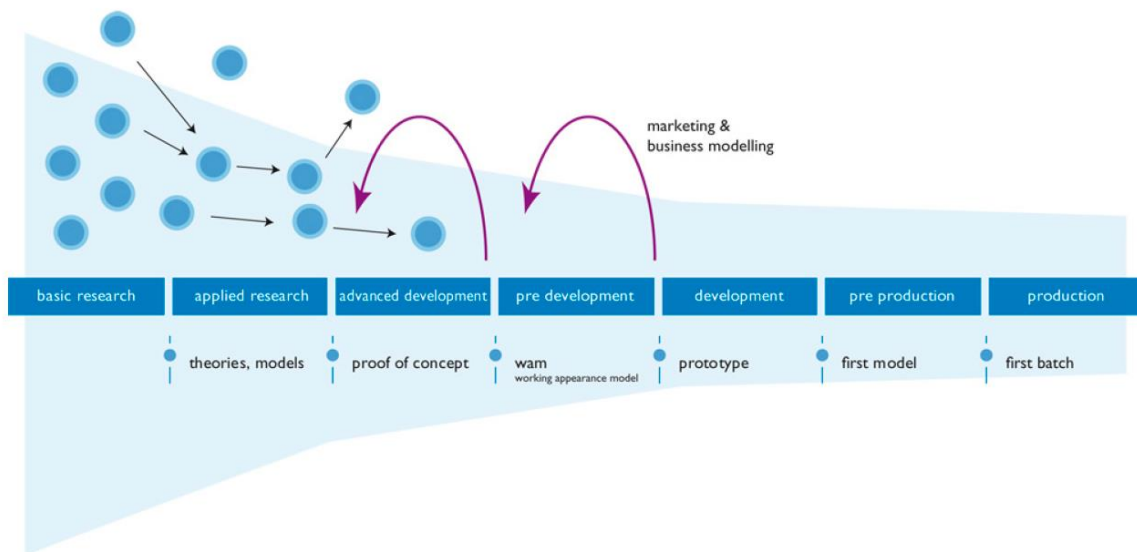 marketing &
business modelling
basic research
applied research
advanced development
pre development
development
pre production
production
theories, models
proof of concept
wam
working appearance model
prototype
first model
first batch